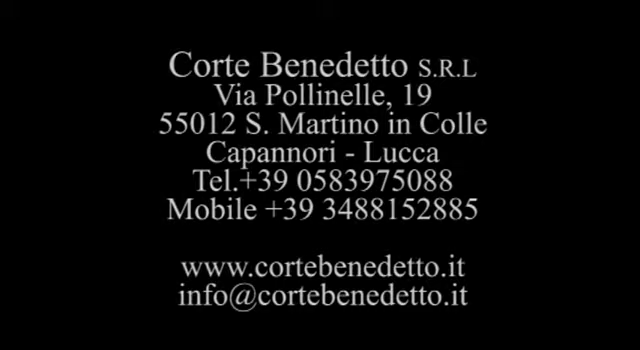 Corte Benedetto S.R.L
Via Pollinelle, 19
55012 S. Martino in Colle
Capannori - Lucca
Tel.+39 0583975088
Mobile +39 3488152885
www.cortebenedetto.it
info@cortebenedetto.it